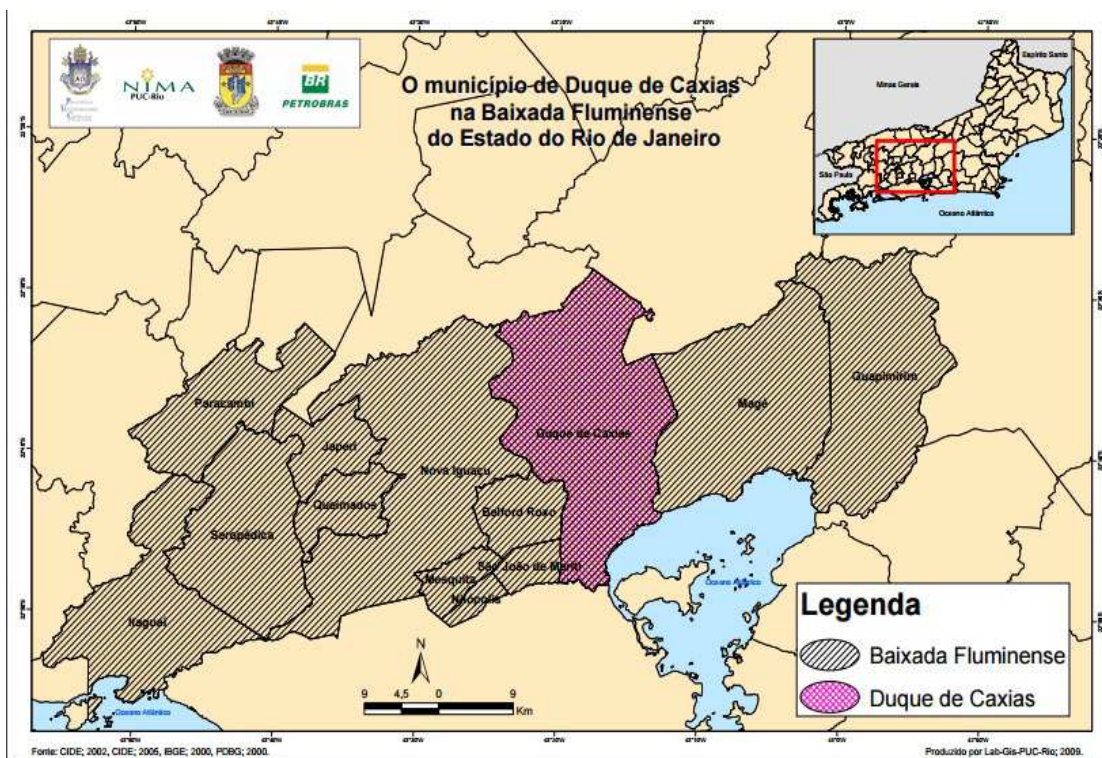 NIMA
PUC-Rio
BR
PETROBRAS
O município de Duque de Caxias
na Baixada Fluminense
do Estado do Rio de Janeiro
Espírito Santo
Minas Gerais
São Paulo
Oceano Atlântico
Paracambi
Japeri
Queimados
Seropédica
Itaguaí
Nova Iguaçu
Belford Roxo
São João de Meriti
Mesquita
Nilópolis
Duque de Caxias
Magé
Guapimirim
Oceano Atlântico
Oceano Atlântico
N
9 4,5 0 9
Km
Legenda
Baixada Fluminense
Duque de Caxias
Fonte: CIDE; 2002, CIDE; 2005, IBGE; 2000, PDBG; 2000.
Produzido por Lab-Gis-PUC-Rio; 2009.